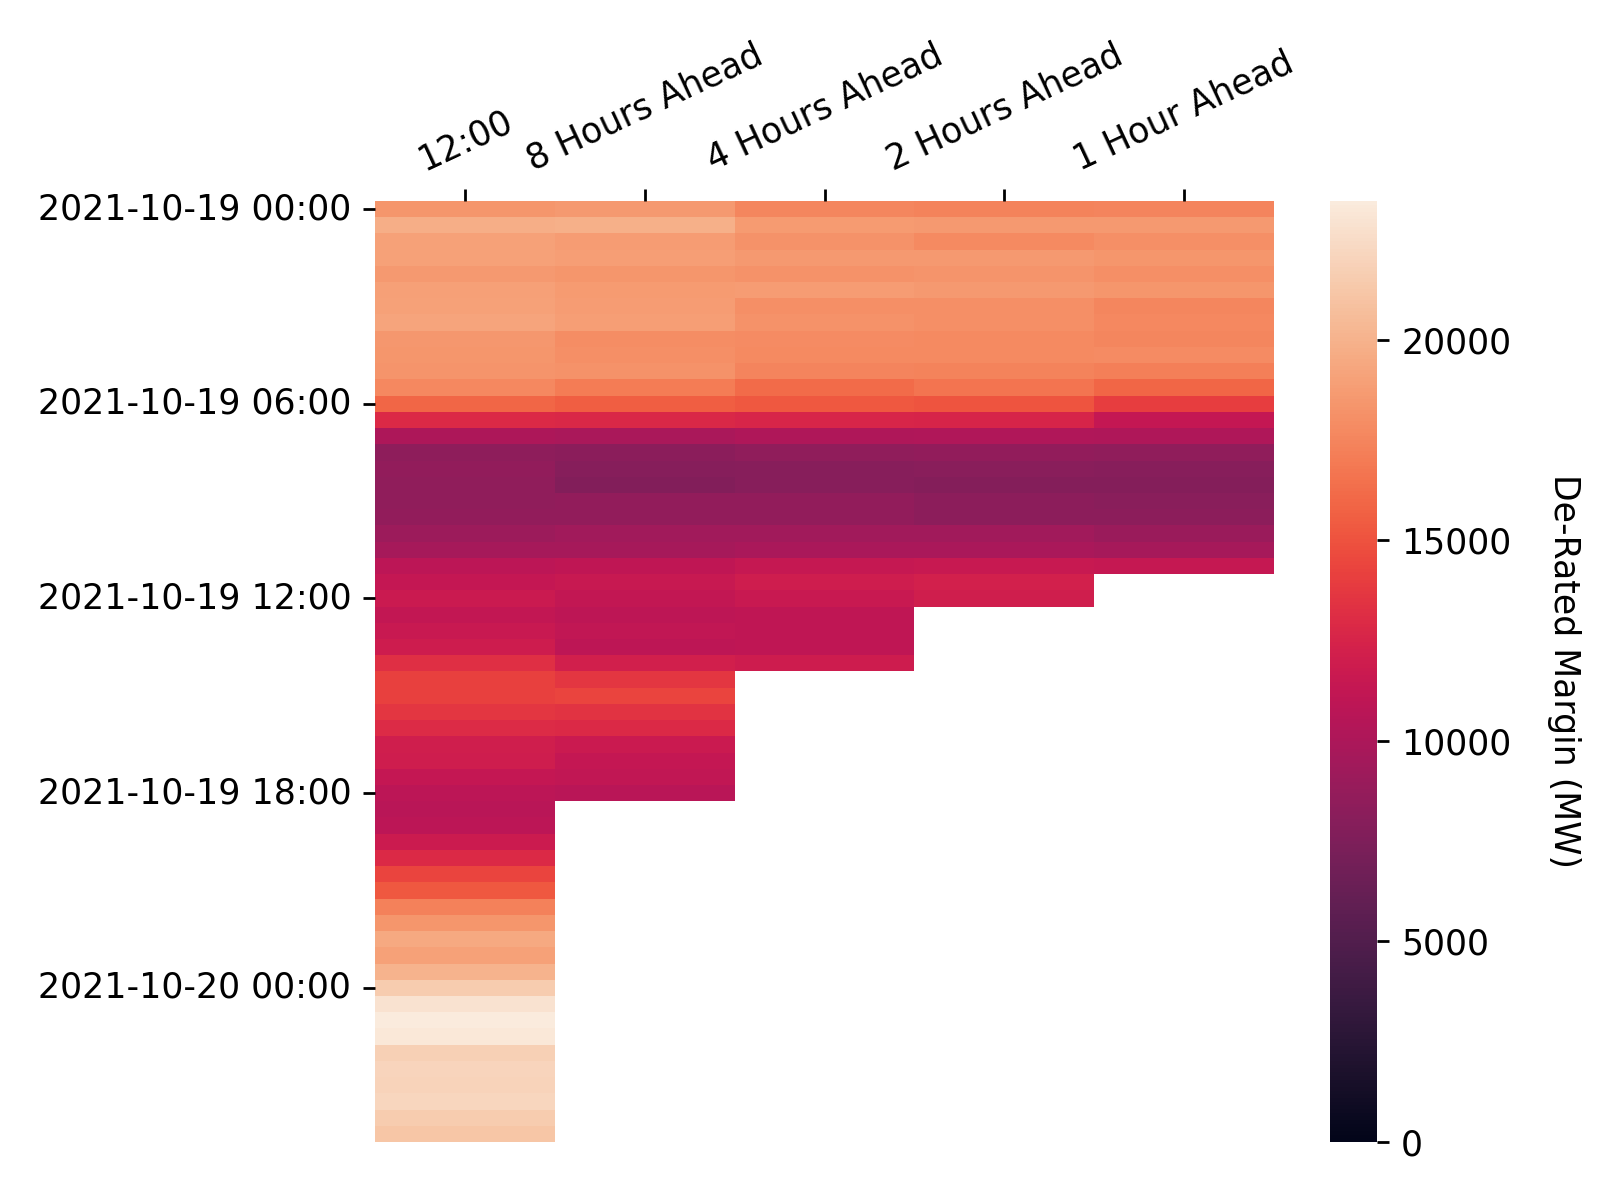 12:00
8 Hours Ahead
4 Hours Ahead
2 Hours Ahead
1 Hour Ahead
2021-10-19 00:00
2021-10-19 06:00
2021-10-19 12:00
2021-10-19 18:00
2021-10-20 00:00
20000
15000
10000
5000
0
De-Rated Margin (MW)